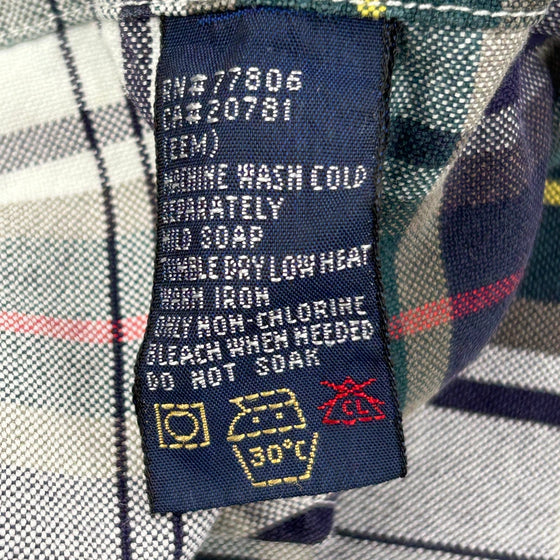 RN#77806
CA#20781
(EEM)
MACHINE WASH COLD
SEPARATELY
MILD SOAP
TUMBLE DRY LOW HEAT
WARM IRON
ONLY NON-CHLORINE
BLEACH WHEN NEEDED
DO NOT SOAK
30°C
CL